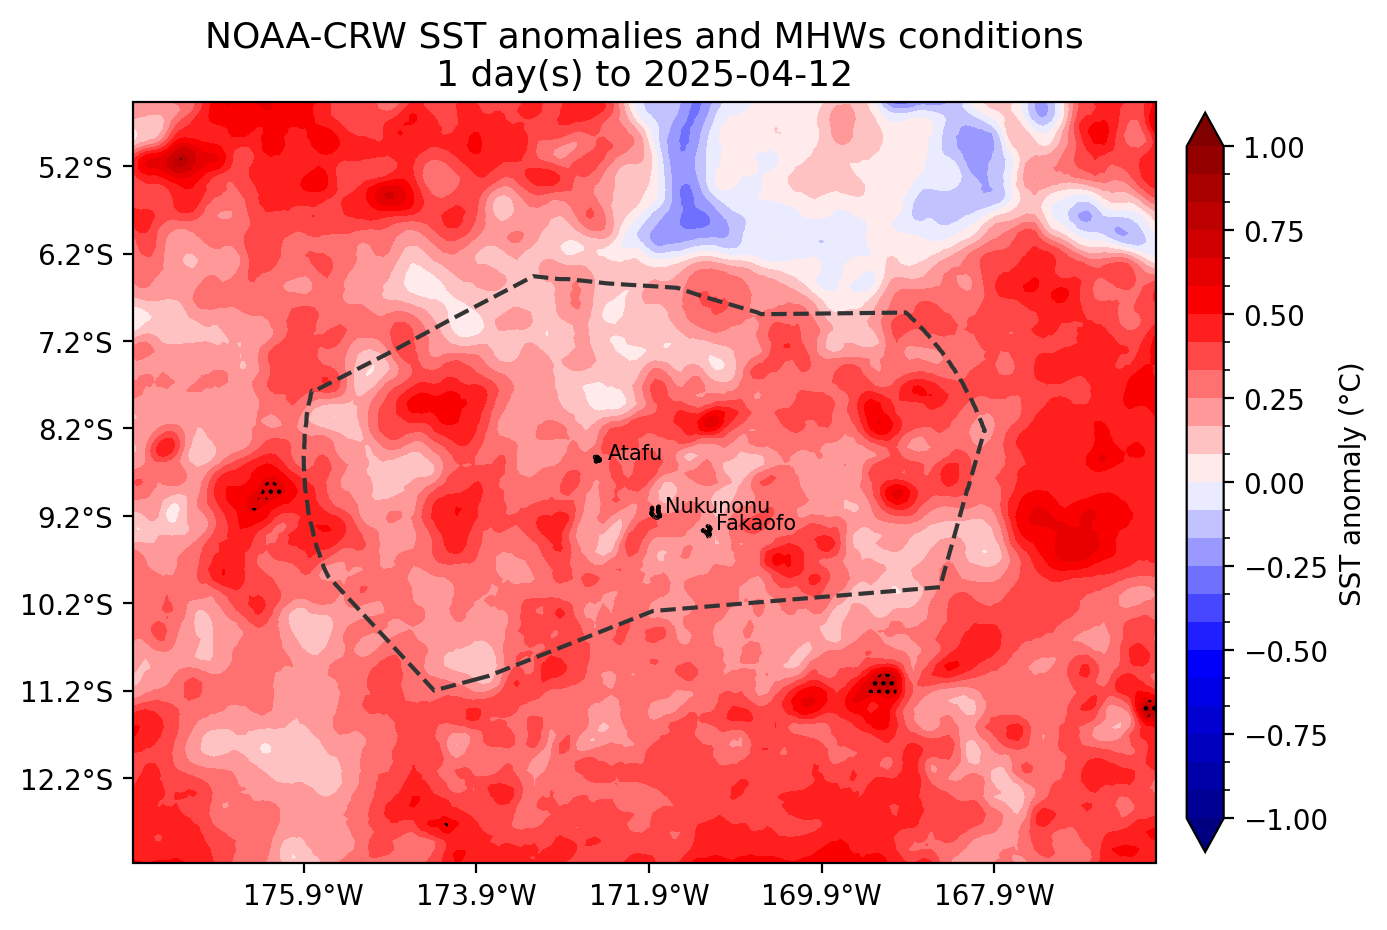 NOAA-CRW SST anomalies and MHWs conditions
1 day(s) to 2025-04-12
5.2°S
6.2°S
7.2°S
8.2°S
9.2°S
10.2°S
11.2°S
12.2°S
Atafu
Nukunonu
Fakaofo
175.9°W
173.9°W
171.9°W
169.9°W
167.9°W
1.00
0.75
0.50
0.25
0.00
−0.25
−0.50
−0.75
−1.00
SST anomaly (°C)